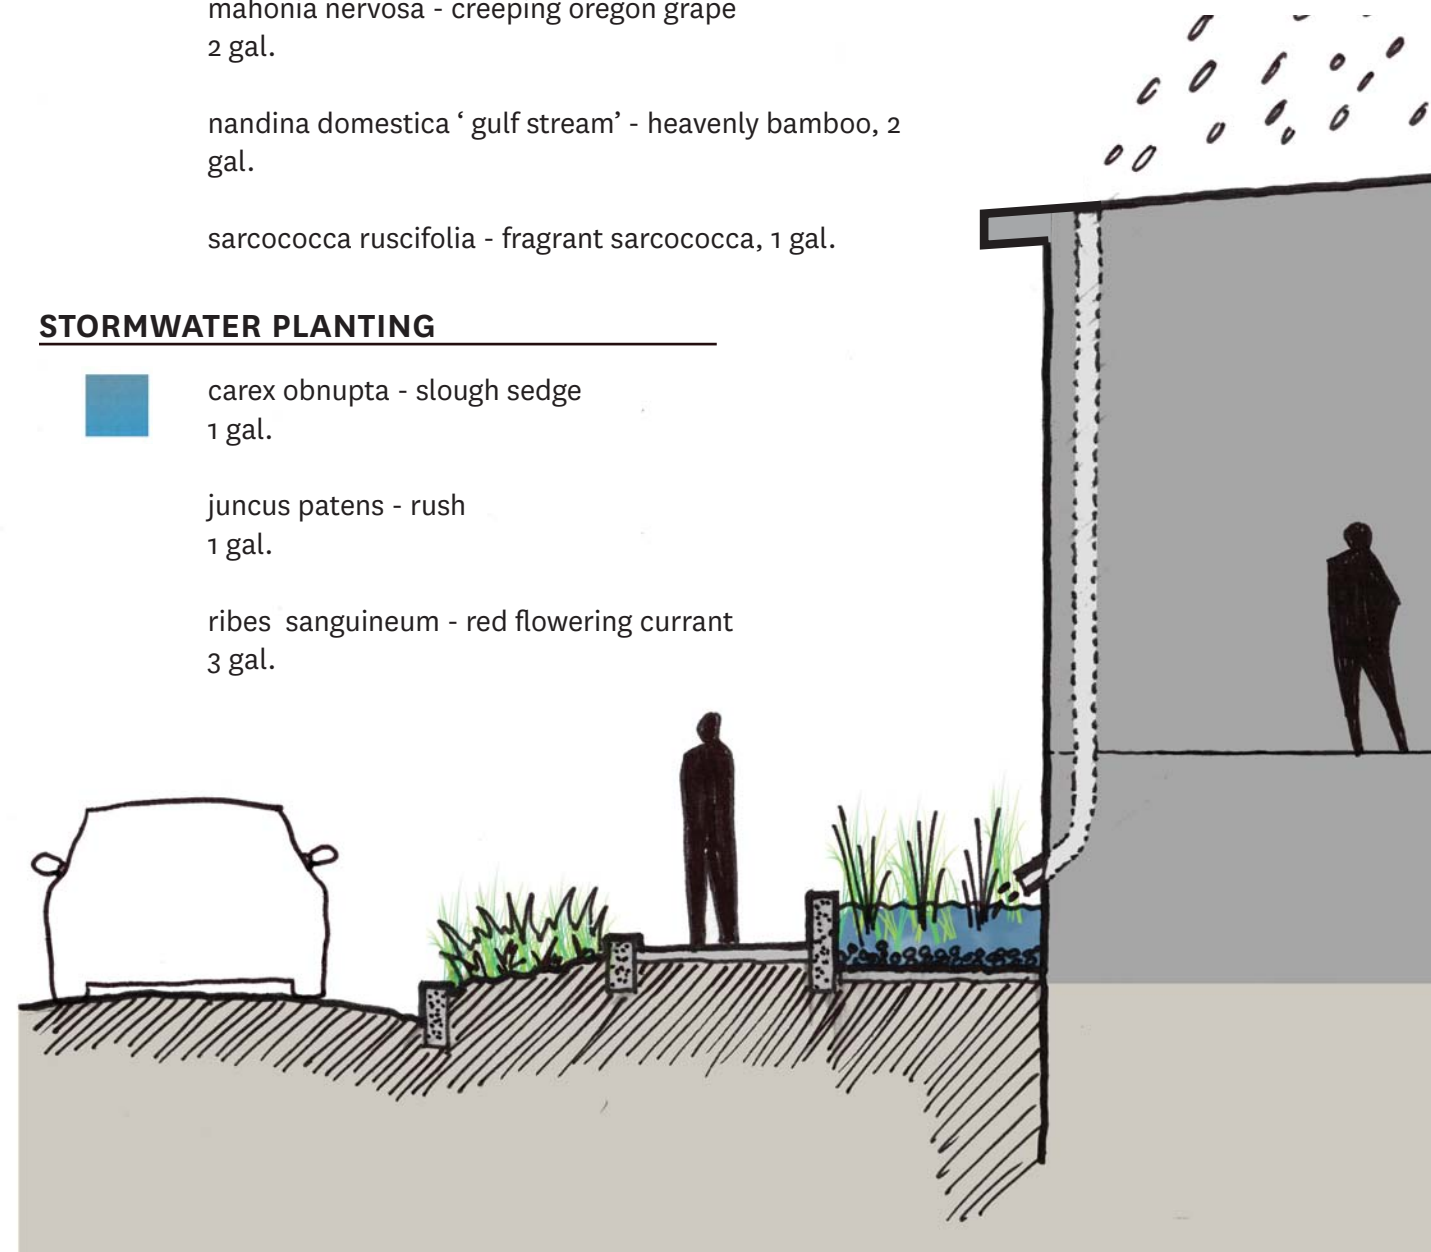 mahonia nervosa - creeping oregon grape
2 gal.
nandina domestica ‘ gulf stream’ - heavenly bamboo, 2
gal.
sarcococca ruscifolia - fragrant sarcococca, 1 gal.
STORMWATER PLANTING
carex obnupta - slough sedge
1 gal.
juncus patens - rush
1 gal.
ribes  sanguineum - red flowering currant
3 gal.